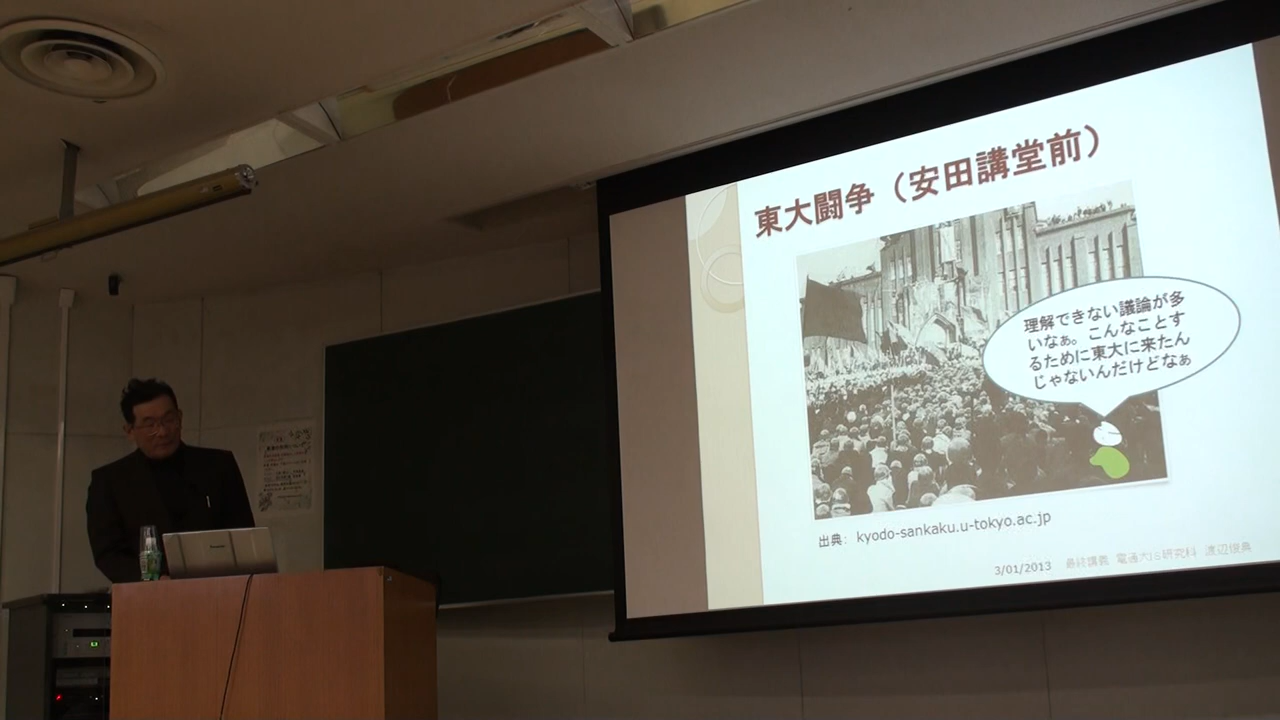 東大闘争（安田講堂前）
理解できない議論が多
いなぁ。こんなことす
るために東大に来たん
じゃないんだけどなぁ
出典： kyodo-sankaku.u-tokyo.ac.jp
3/01/2013 最終講義 電通大IS研究科 渡辺俊典